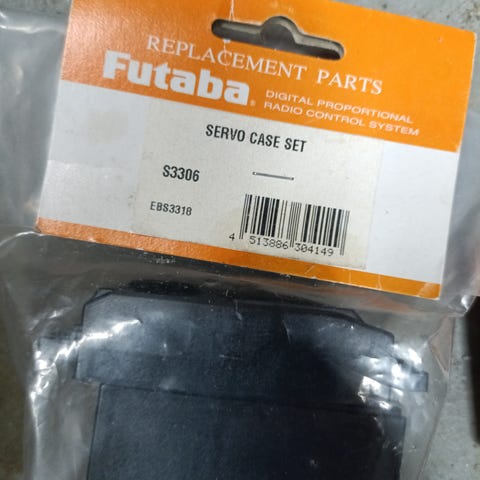 REPLACEMENT PARTS
Futaba®
DIGITAL PROPORTIONAL
RADIO CONTROL SYSTEM
SERVO CASE SET
S3306
EBS3318
4 513886 304149